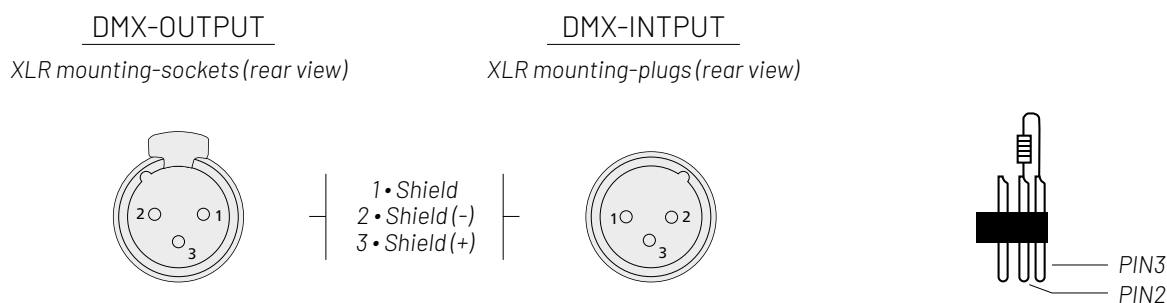 DMX-OUTPUT
XLR mounting-sockets (rear view)
2
1
3
1 • Shield
2 • Shield (-)
3 • Shield (+)
DMX-INTPUT
XLR mounting-plugs (rear view)
1
2
3
PIN3
PIN2